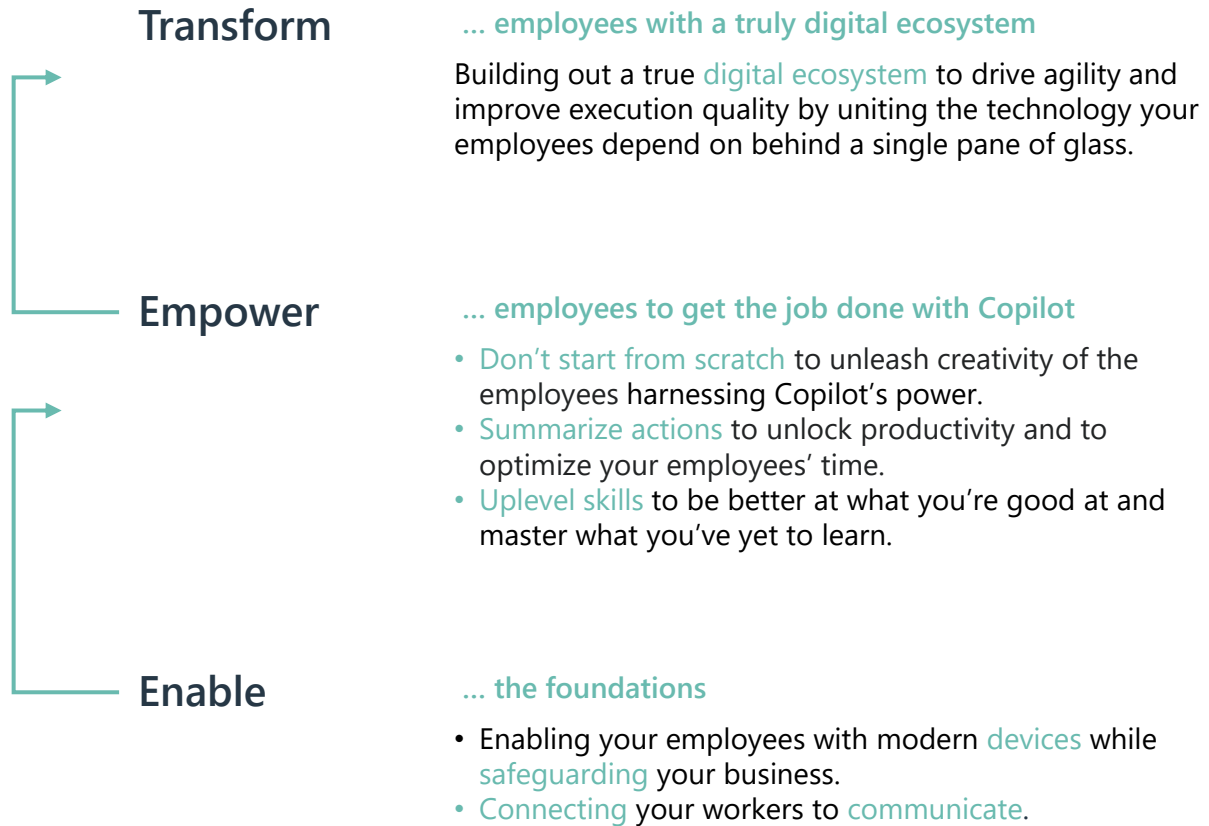 Transform
… employees with a truly digital ecosystem
Building out a true digital ecosystem to drive agility and
improve execution quality by uniting the technology your
employees depend on behind a single pane of glass.
Empower
… employees to get the job done with Copilot
• Don’t start from scratch to unleash creativity of the
employees harnessing Copilot’s power.
• Summarize actions to unlock productivity and to
optimize your employees’ time.
• Uplevel skills to be better at what you’re good at and
master what you’ve yet to learn.
Enable
… the foundations
• Enabling your employees with modern devices while
safeguarding your business.
• Connecting your workers to communicate.